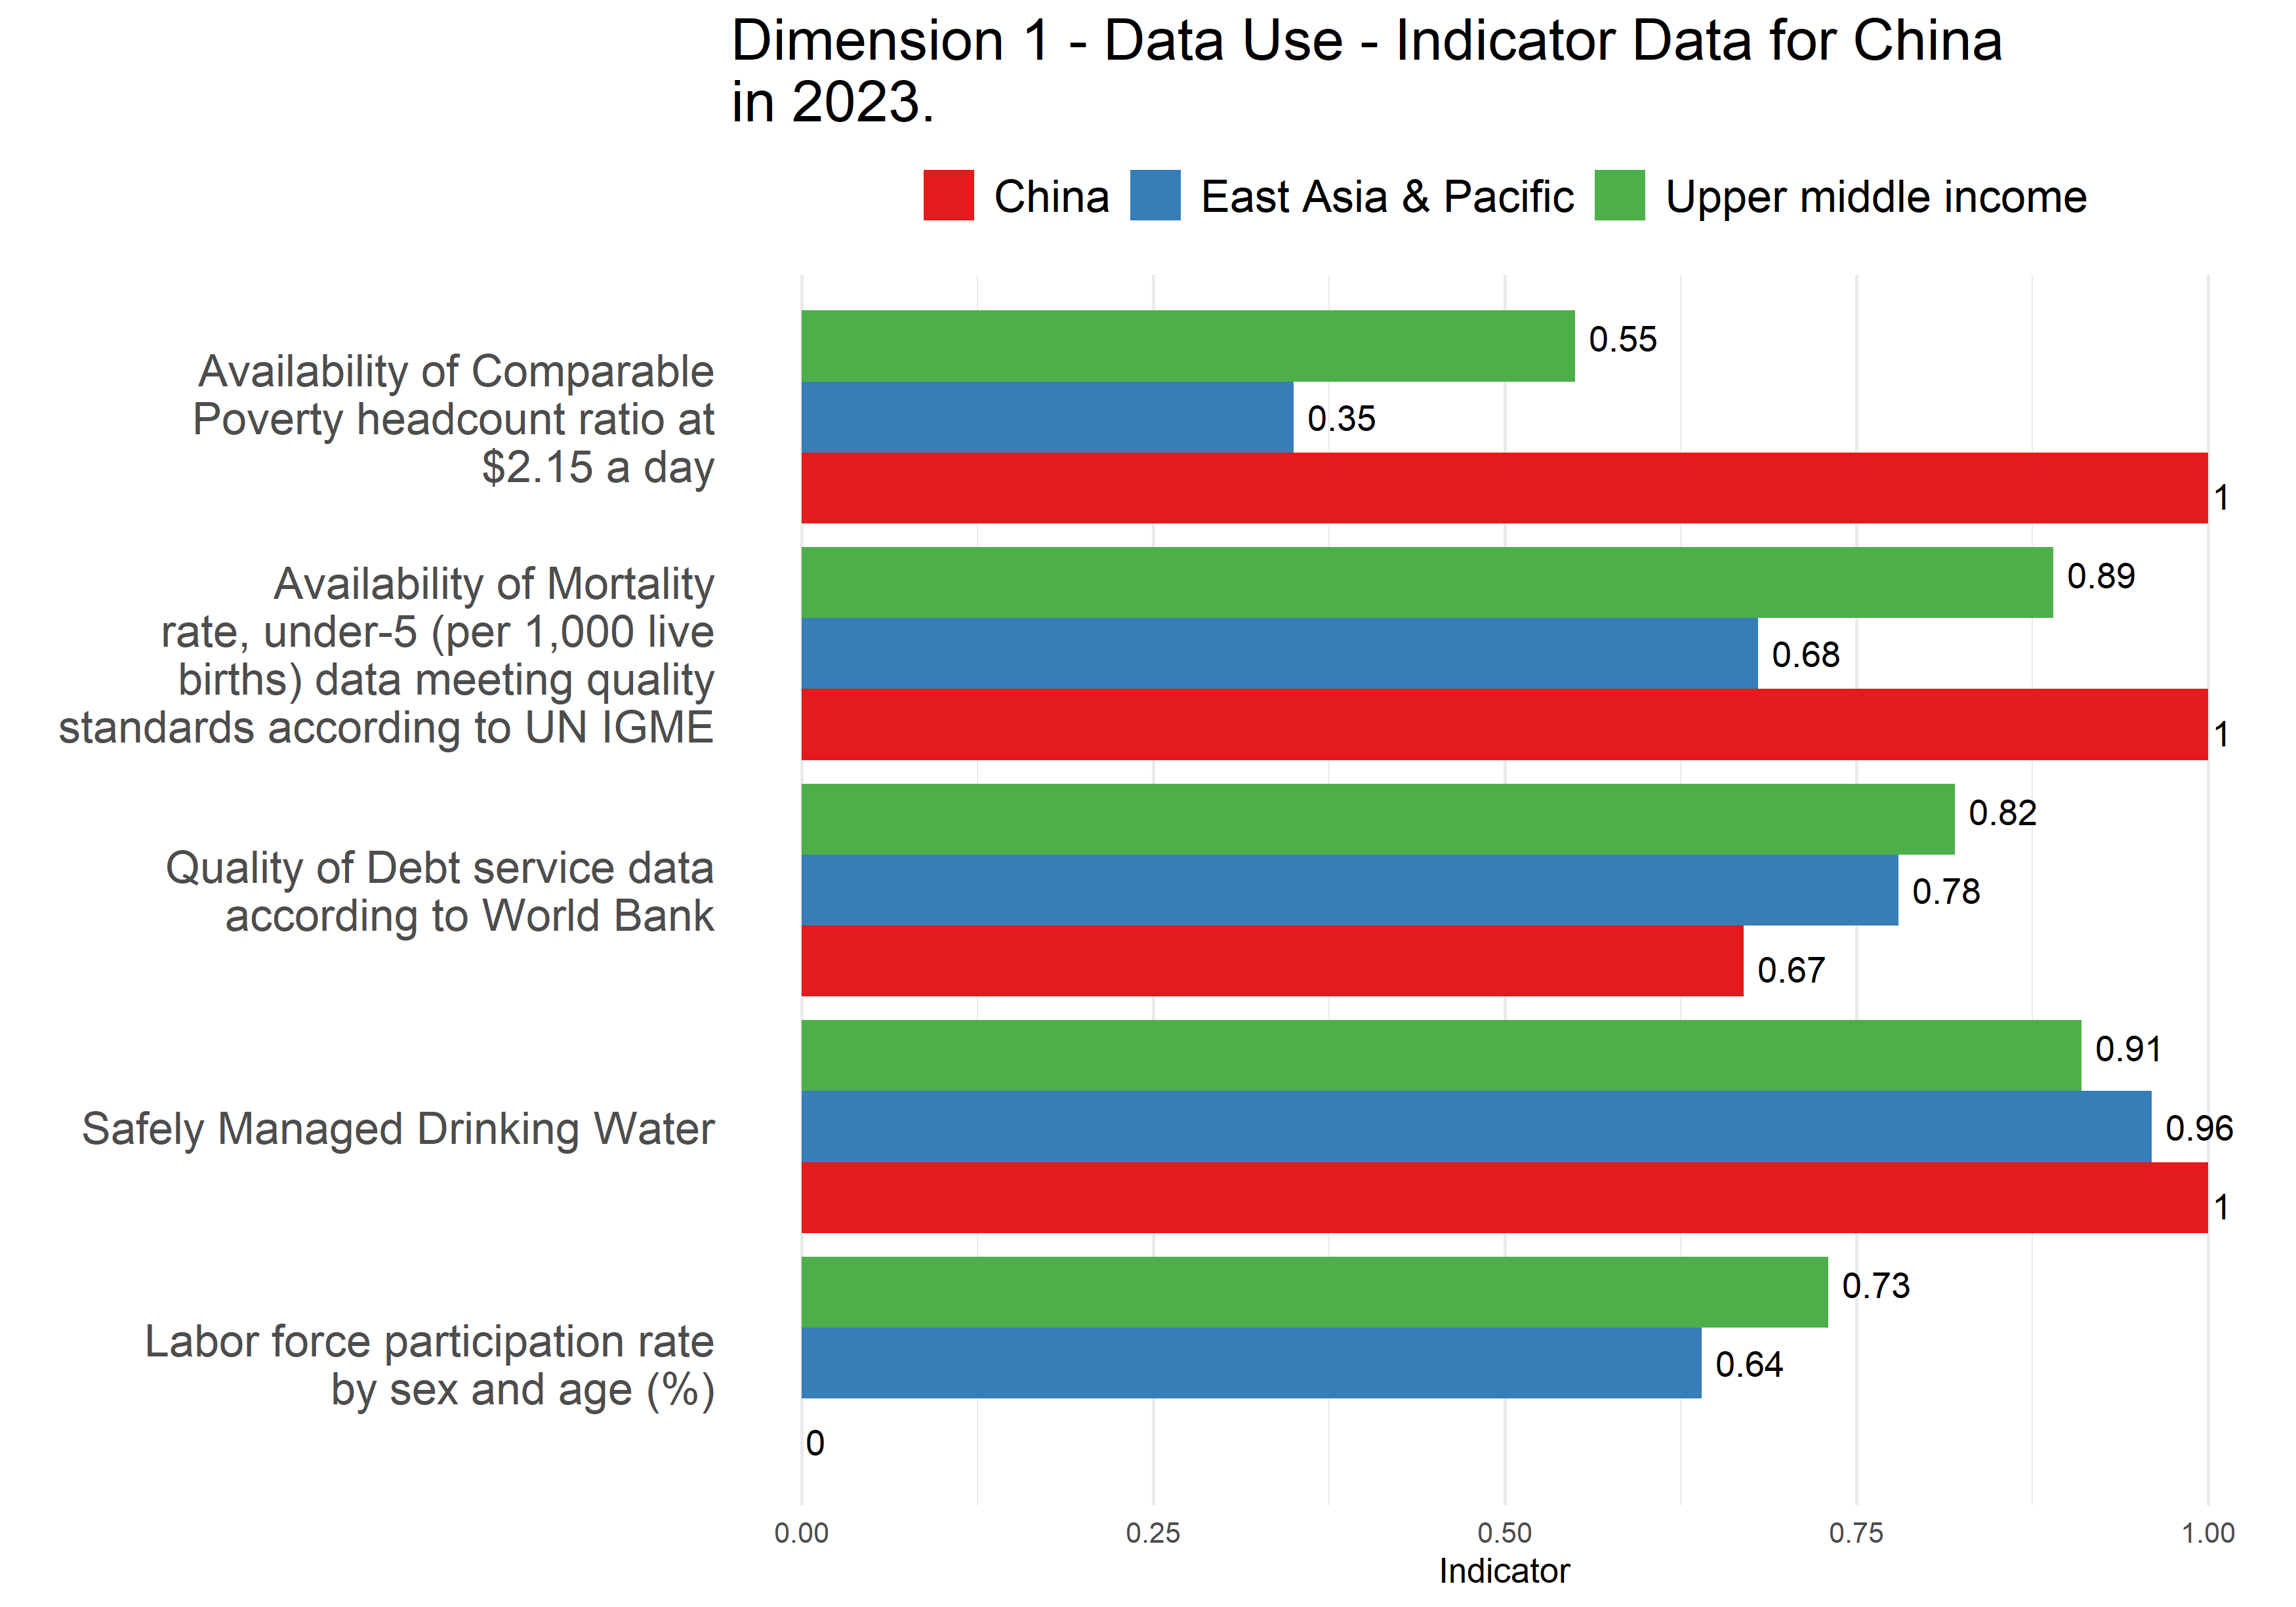 Dimension 1 - Data Use - Indicator Data for China
in 2023.
China East Asia & Pacific Upper middle income
Availability of Comparable
Poverty headcount ratio at
$2.15 a day
0.55
0.35
1
Availability of Mortality
rate, under-5 (per 1,000 live
births) data meeting quality
standards according to UN IGME
0.89
0.68
1
Quality of Debt service data
according to World Bank
0.82
0.78
0.67
Safely Managed Drinking Water
0.91
0.96
1
Labor force participation rate
by sex and age (%)
0.73
0.64
0
0.00 0.25 0.50 0.75 1.00
Indicator